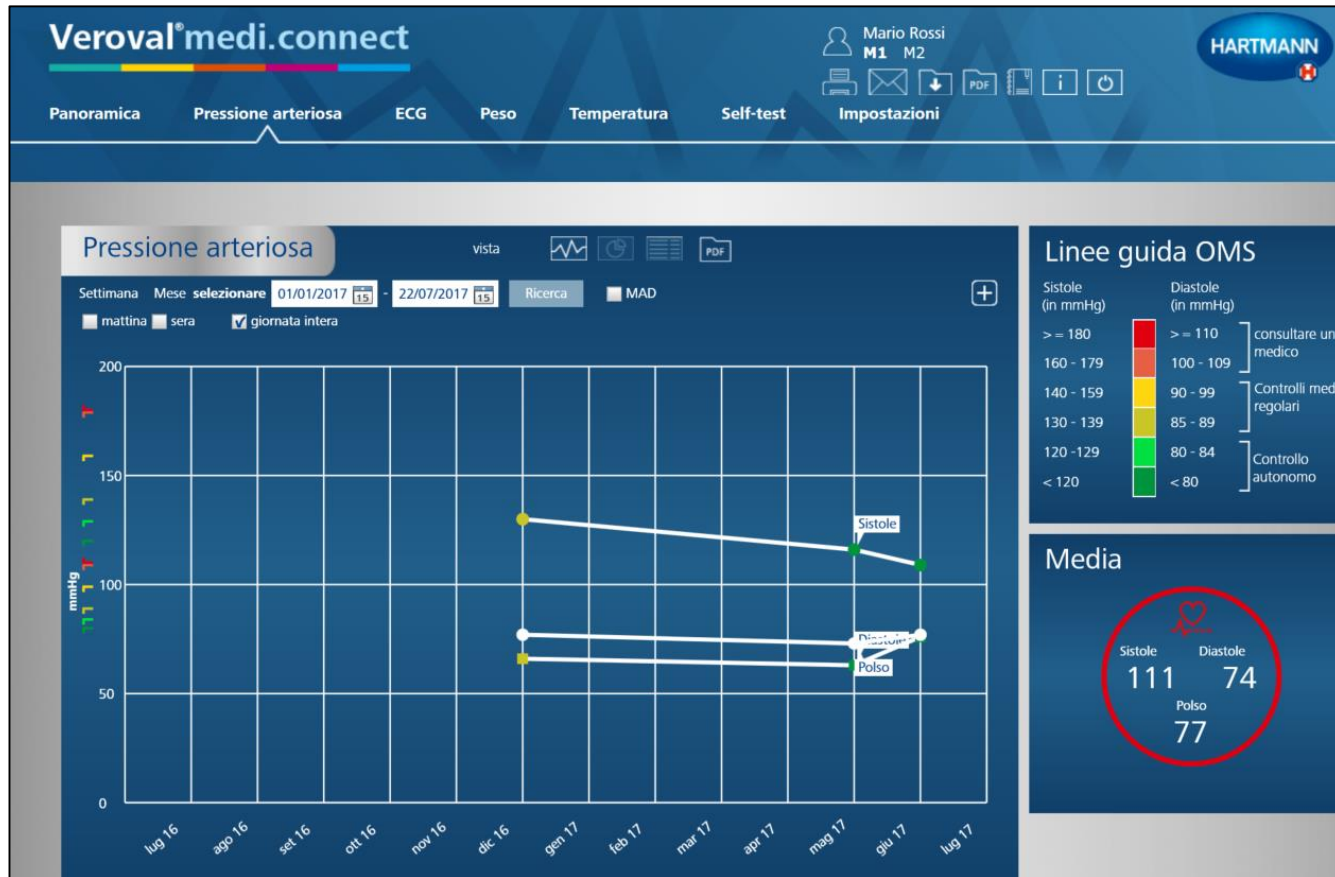 Veroval®medi.connect
Mario Rossi
M1 M2
HARTMANN
PDF
i
Panoramica Pressione arteriosa ECG Peso Temperatura Self-test Impostazioni
Pressione arteriosa
vista
PDF
Settimana Mese selezionare 01/01/2017 15 - 22/07/2017 15 Ricerca MAD
mattina sera giornata intera
200
150
100
50
0
mmHg
Sistole
Diastole
Polso
lug 16 ago 16 set 16 ott 16 nov 16 dic 16 gen 17 feb 17 mar 17 apr 17 mag 17 giu 17 lug 17
Linee guida OMS
Sistole Diastole
(in mmHg) (in mmHg)
> = 180 > = 110 consultare un
medico
160 - 179 100 - 109
140 - 159 90 - 99 Controlli med
regolari
130 - 139 85 - 89
120 -129 80 - 84 Controllo
autonomo
< 120 < 80
Media
Sistole Diastole
111 74
Polso
77